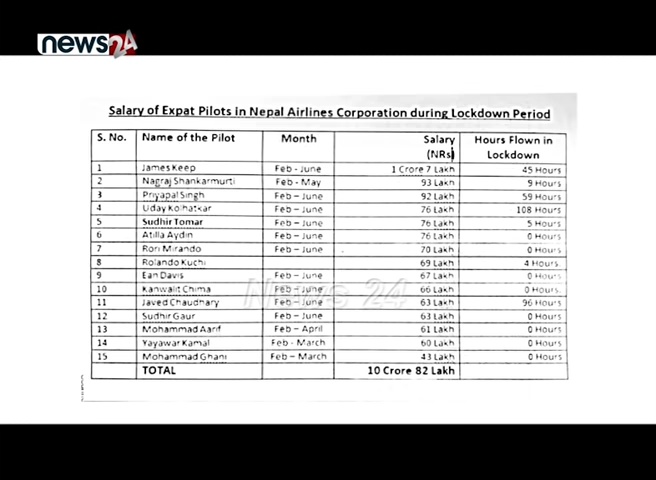 news24
Salary of Expat Pilots in Nepal Airlines Corporation during Lockdown Period
S. No. Name of the Pilot Month Salary (NRs) Hours Flown in Lockdown
1 James Keep Feb - June 1 Crore 7 Lakh 45 Hours
2 Nagraj Shankarmurti Feb - May 93 Lakh 9 Hours
3 Priyapal Singh Feb – June 92 Lakh 59 Hours
4 Uday Kolhatkar Feb – June 76 Lakh 108 Hours
5 Sudhir Tomar Feb – June 76 Lakh 5 Hours
6 Atilla Aydin Feb – June 76 Lakh 0 Hours
7 Rori Mirando Feb – June 70 Lakh 0 Hours
8 Rolando Kuchi 69 Lakh 4 Hours
9 Ean Davis Feb – June 67 Lakh 0 Hours
10 Kanwalit Chima Feb – June 66 Lakh 0 Hours
11 Javed Chaudhary Feb – June 63 Lakh 96 Hours
12 Sudhir Gaur Feb – June 63 Lakh 0 Hours
13 Mohammad Aarif Feb – April 61 Lakh 0 Hours
14 Yayawar Kamal Feb - March 60 Lakh 0 Hours
15 Mohammad Ghani Feb – March 43 Lakh 0 Hours
TOTAL 10 Crore 82 Lakh
News 24